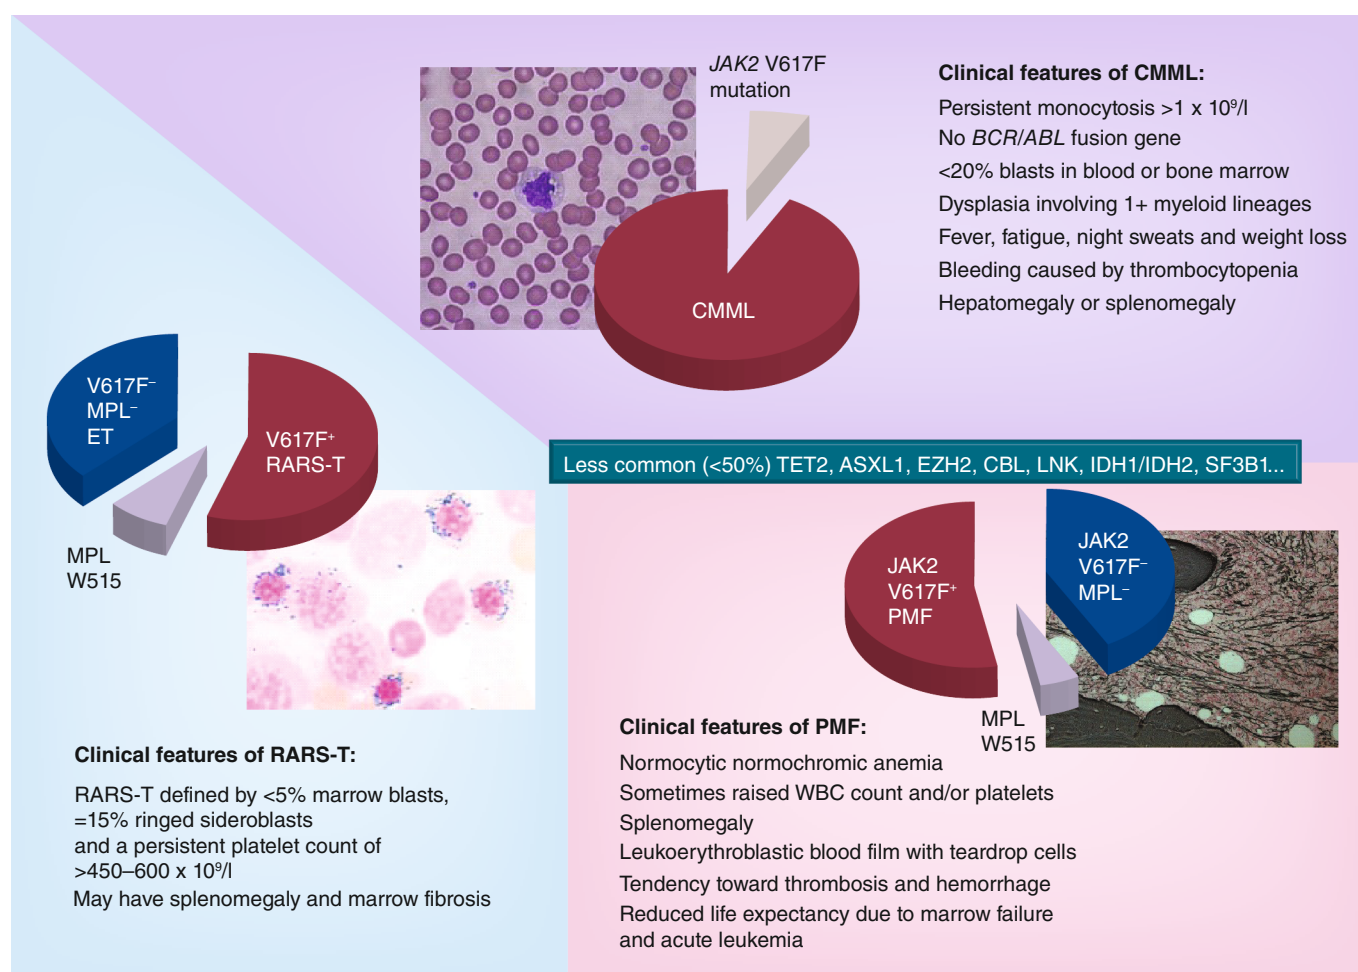 JAK2 V617F
mutation
CMML
Clinical features of CMML:
Persistent monocytosis >1 x 10⁹/l
No BCR/ABL fusion gene
<20% blasts in blood or bone marrow
Dysplasia involving 1+ myeloid lineages
Fever, fatigue, night sweats and weight loss
Bleeding caused by thrombocytopenia
Hepatomegaly or splenomegaly
V617F⁻
MPL⁻
ET
V617F⁺
RARS-T
MPL
W515
Clinical features of RARS-T:
RARS-T defined by <5% marrow blasts,
=15% ringed sideroblasts
and a persistent platelet count of
>450–600 x 10⁹/l
May have splenomegaly and marrow fibrosis
Less common (<50%) TET2, ASXL1, EZH2, CBL, LNK, IDH1/IDH2, SF3B1...
JAK2
V617F⁺
PMF
JAK2
V617F⁻
MPL⁻
MPL
W515
Clinical features of PMF:
Normocytic normochromic anemia
Sometimes raised WBC count and/or platelets
Splenomegaly
Leukoerythroblastic blood film with teardrop cells
Tendency toward thrombosis and hemorrhage
Reduced life expectancy due to marrow failure
and acute leukemia